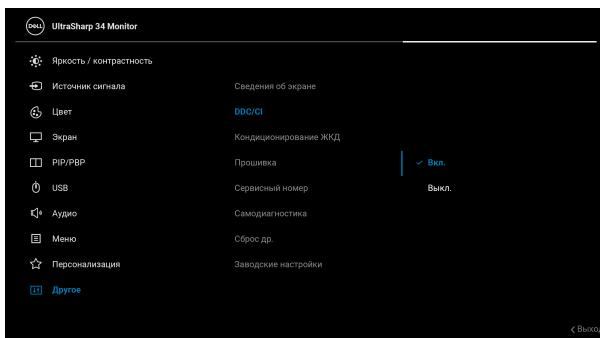 DELL UltraSharp 34 Monitor
Яркость / контрастность
Источник сигнала Сведения об экране
Цвет DDC/CI
Экран Кондиционирование ЖКД
PIP/PBP Прошивка Вкл.
USB Сервисный номер Выкл.
Аудио Самодиагностика
Меню Сброс др.
Персонализация Заводские настройки
Другое
Выход